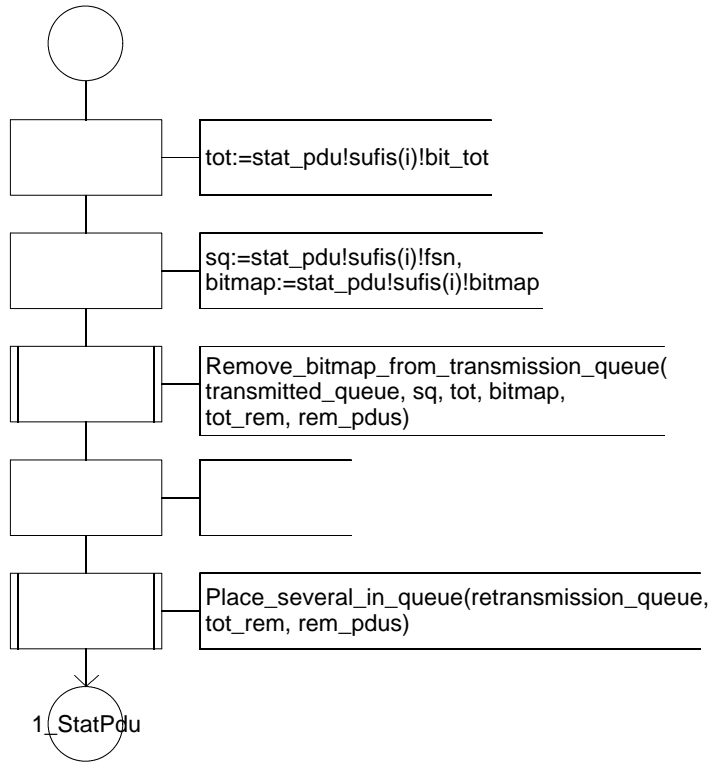 tot:=stat_pdu!sufis(i)!bit_tot
sq:=stat_pdu!sufis(i)!fsn,
bitmap:=stat_pdu!sufis(i)!bitmap
Remove_bitmap_from_transmission_queue(
transmitted_queue, sq, tot, bitmap,
tot_rem, rem_pdus)
Place_several_in_queue(retransmission_queue,
tot_rem, rem_pdus)
1_StatPdu